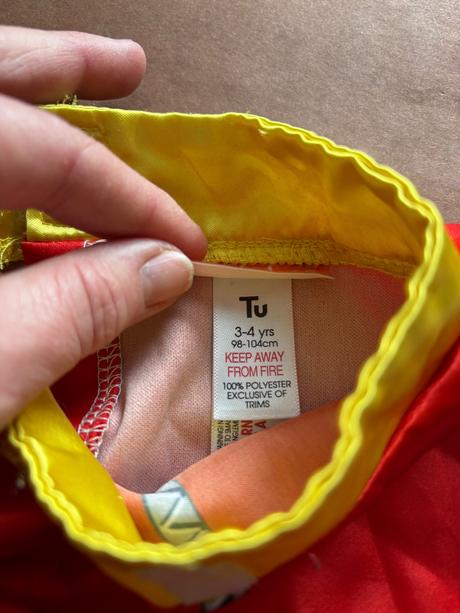 Tu
3-4 yrs
98-104cm
KEEP AWAY
FROM FIRE
100% POLYESTER
EXCLUSIVE OF
TRIMS